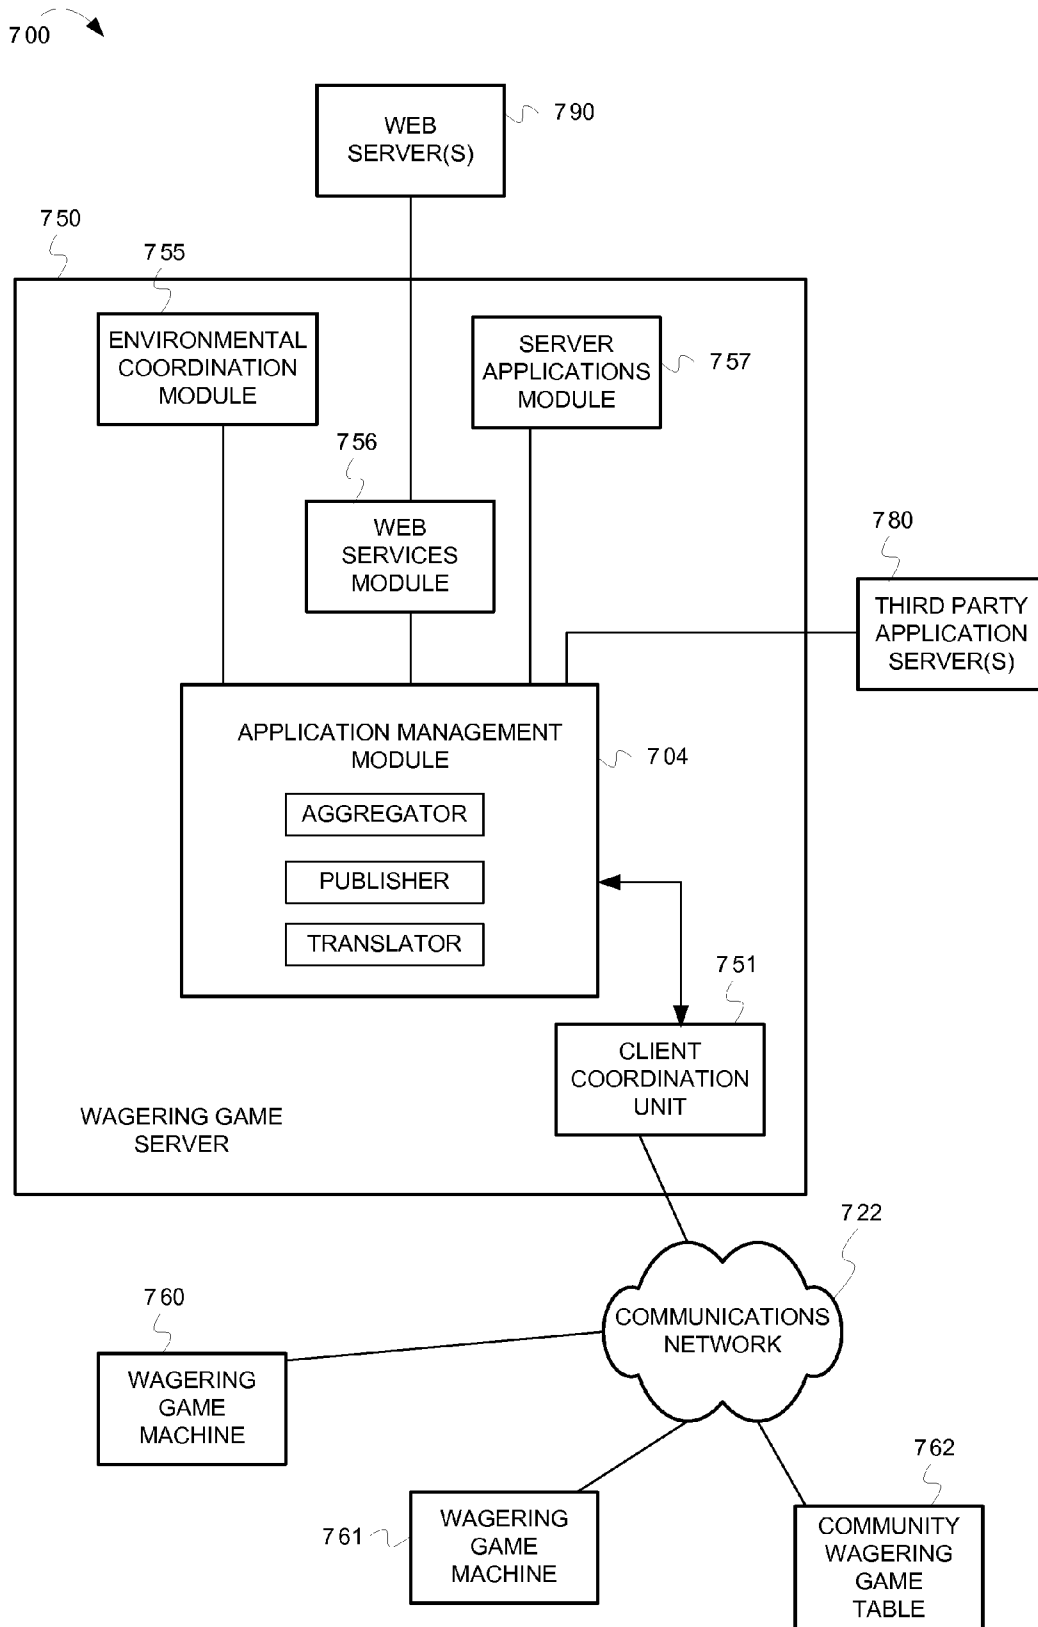 700
WEB
SERVER(S)
790
750
755
ENVIRONMENTAL
COORDINATION
MODULE
SERVER
APPLICATIONS
MODULE
757
756
WEB
SERVICES
MODULE
780
THIRD PARTY
APPLICATION
SERVER(S)
APPLICATION MANAGEMENT
MODULE
704
AGGREGATOR
PUBLISHER
TRANSLATOR
751
CLIENT
COORDINATION
UNIT
WAGERING GAME
SERVER
722
COMMUNICATIONS
NETWORK
760
WAGERING
GAME
MACHINE
761
WAGERING
GAME
MACHINE
762
COMMUNITY
WAGERING
GAME
TABLE